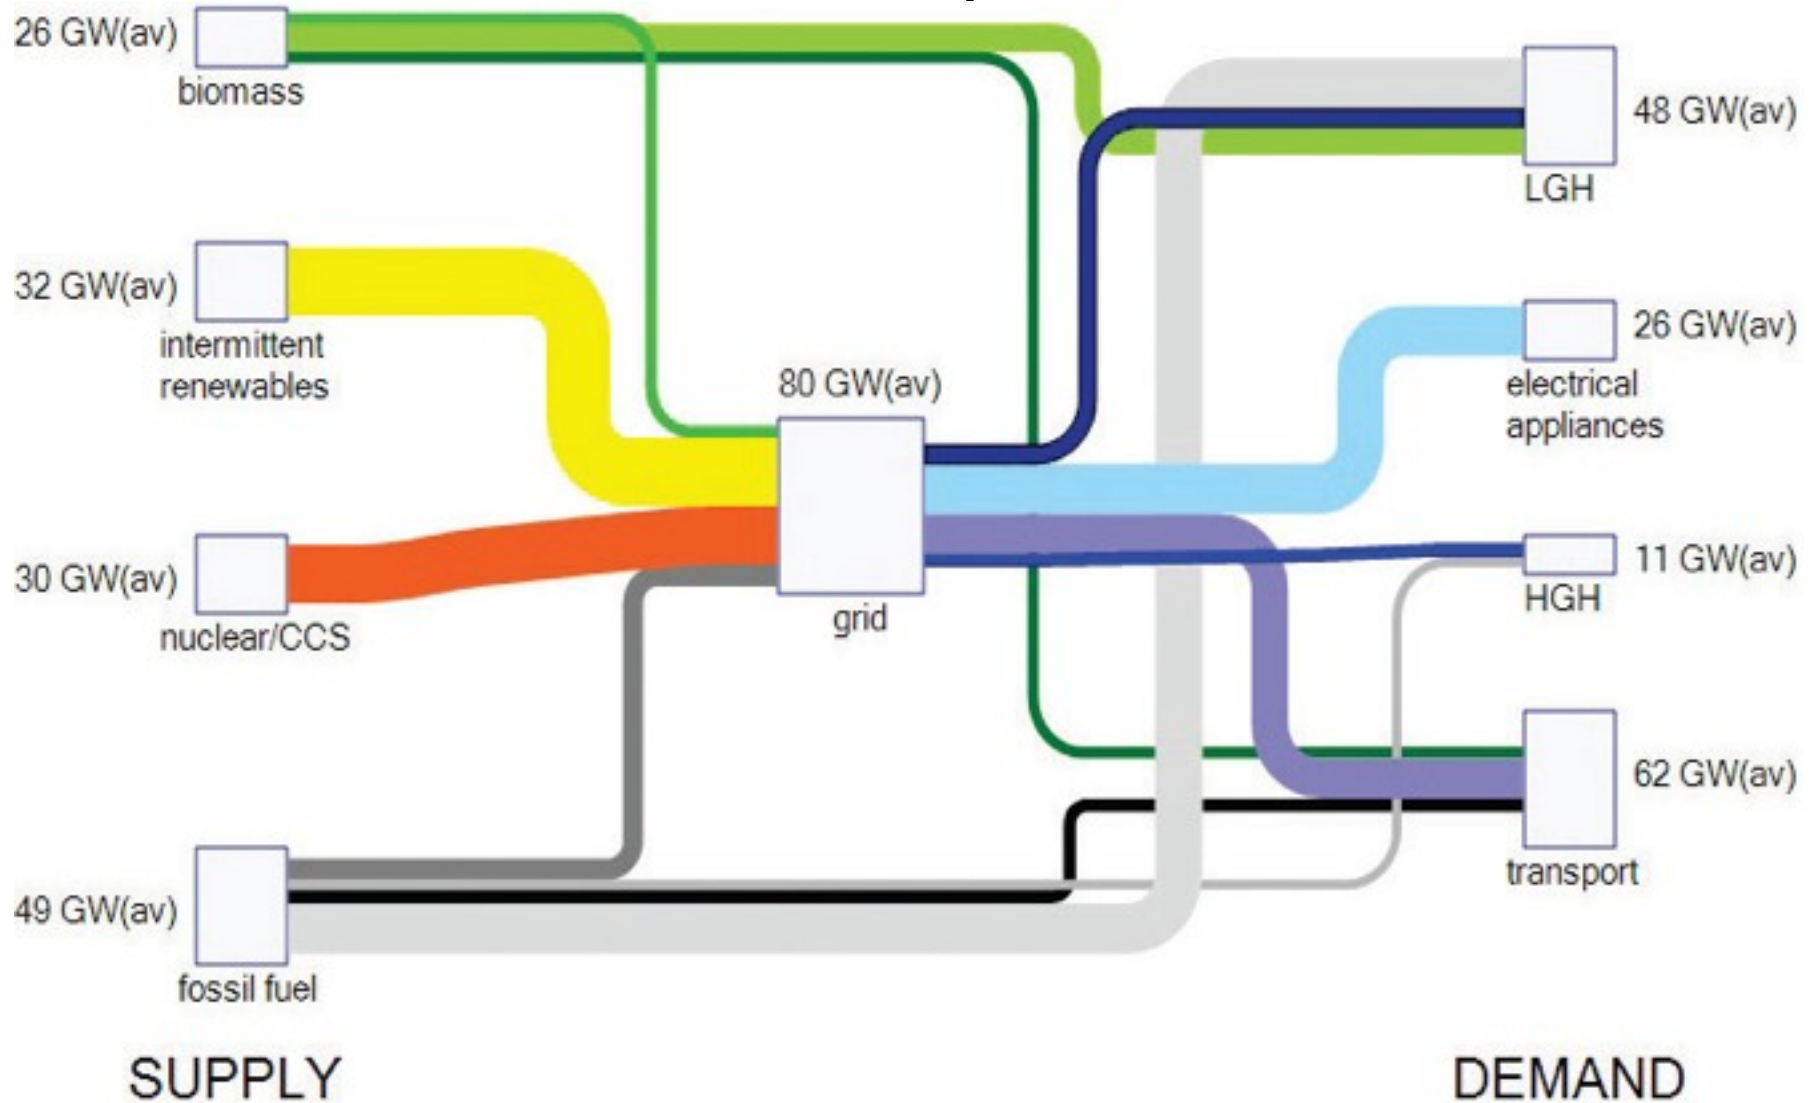 26 GW(av)
biomass
32 GW(av)
intermittent
renewables
30 GW(av)
nuclear/CCS
49 GW(av)
fossil fuel
SUPPLY
80 GW(av)
grid
48 GW(av)
LGH
26 GW(av)
electrical
appliances
11 GW(av)
HGH
62 GW(av)
transport
DEMAND